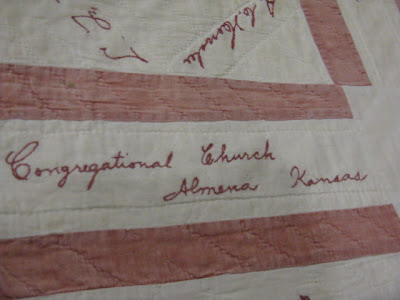 Congregational Church
Almena Kansas